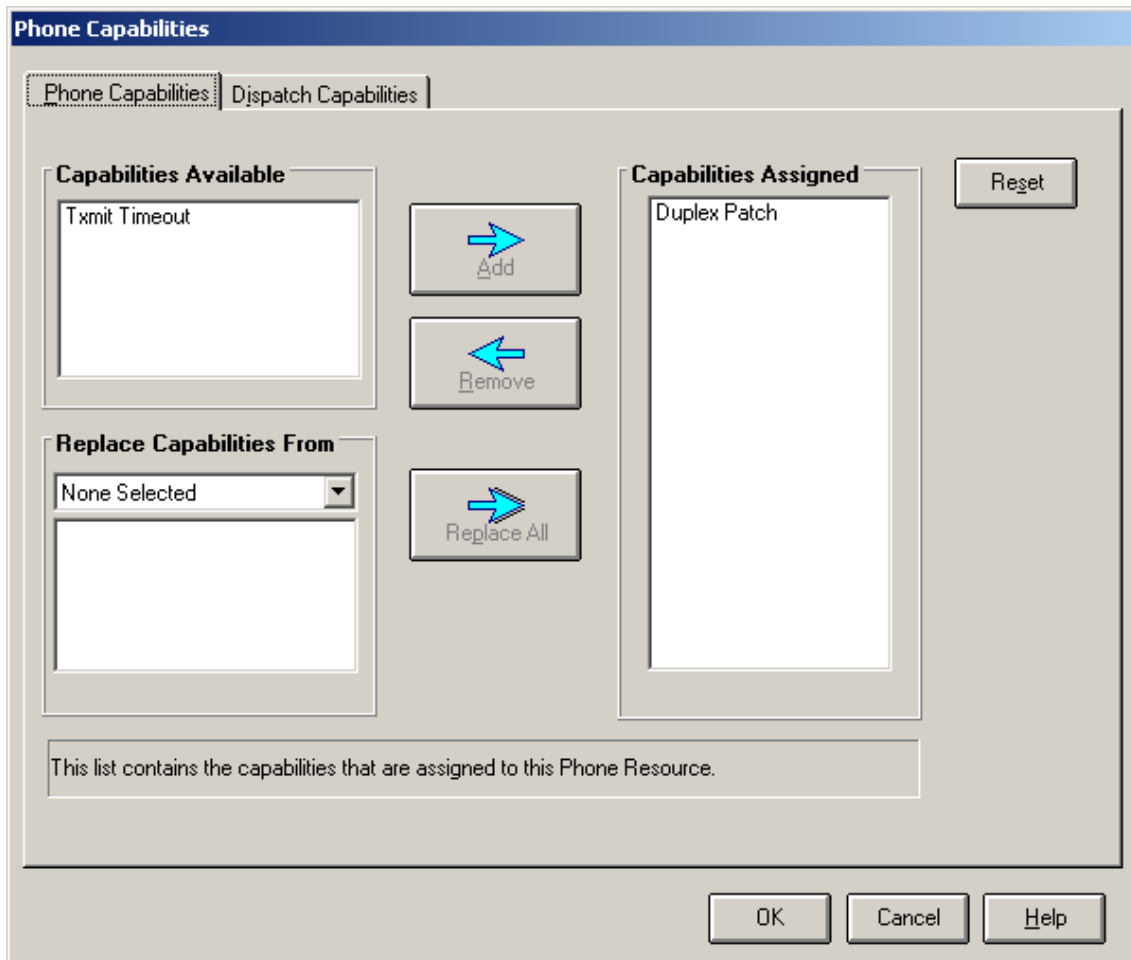 Phone Capabilities
Phone Capabilities
Dispatch Capabilities
Capabilities Available
Txmit Timeout
Add
Remove
Capabilities Assigned
Duplex Patch
Reset
Replace Capabilities From
None Selected
Replace All
This list contains the capabilities that are assigned to this Phone Resource.
OK
Cancel
Help